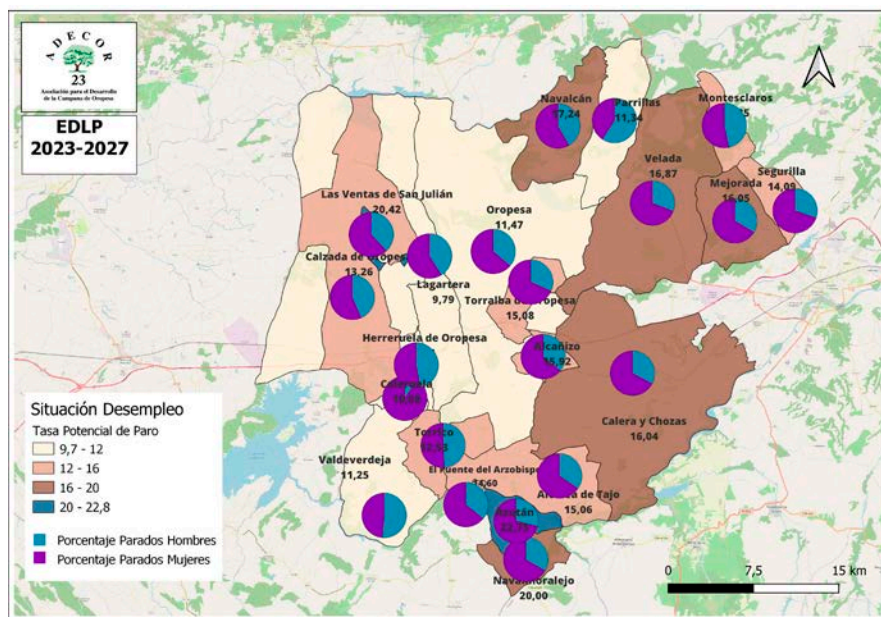 ADECOR
23
Asociación para el Desarrollo
de la Campana de Oropesa
EDLP
2023-2027
Navalcán
17,24
Parrillas
11,34
Montesclaros
Velada
16,87
Segurilla
14,09
Mejorada
16,05
Las Ventas de San Julián
20,42
Oropesa
11,47
Calzada de Oropesa
13,26
Lagartera
9,79
Torralba de Oropesa
15,08
Herreruela de Oropesa
Alcañizo
15,92
Caleruela
Calera y Chozas
16,04
Torrico
Valdeverdeja
11,25
El Puente del Arzobispo
de Tajo
15,06
22,75
Navalmoralejo
20,00
Situación Desempleo
Tasa Potencial de Paro
9,7 - 12
12 - 16
16 - 20
20 - 22,8
Porcentaje Parados Hombres
Porcentaje Parados Mujeres
0 7,5 15 km